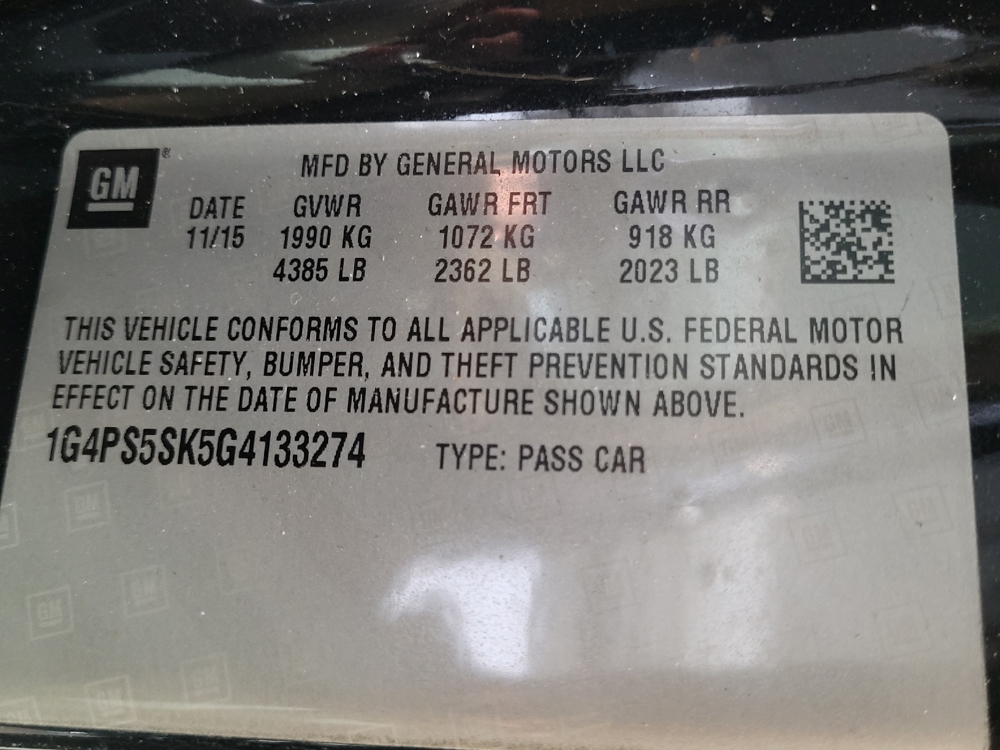 GM
MFD BY GENERAL MOTORS LLC
DATE GVWR GAWR FRT GAWR RR
11/15 1990 KG 1072 KG 918 KG
4385 LB 2362 LB 2023 LB
THIS VEHICLE CONFORMS TO ALL APPLICABLE U.S. FEDERAL MOTOR
VEHICLE SAFETY, BUMPER, AND THEFT PREVENTION STANDARDS IN
EFFECT ON THE DATE OF MANUFACTURE SHOWN ABOVE.
1G4PS5SK5G4133274 TYPE: PASS CAR